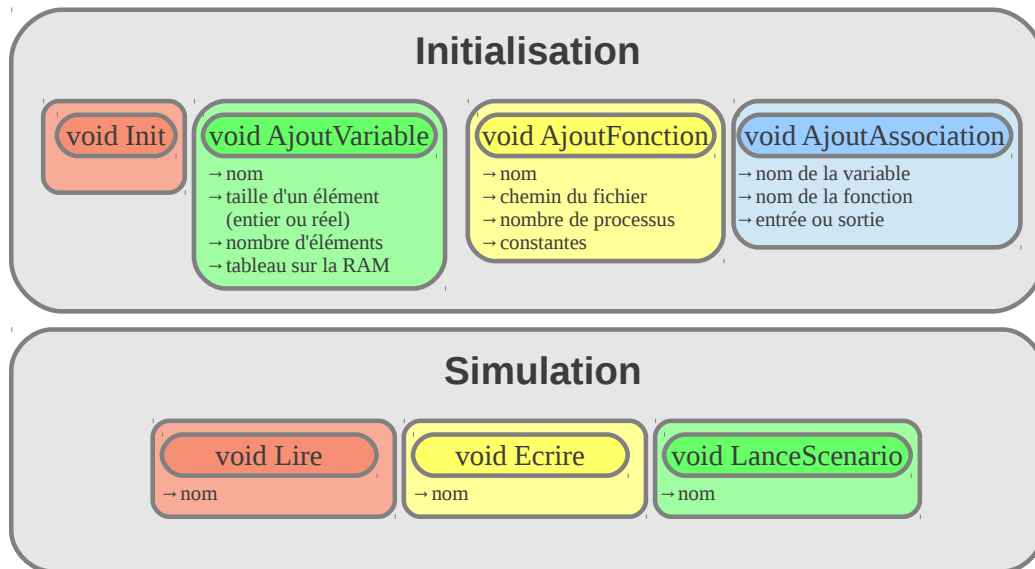 Initialisation
void Init
void AjoutVariable
→nom
→taille d'un élément
(entier ou réel)
→nombre d'éléments
→tableau sur la RAM
void AjoutFonction
→nom
→chemin du fichier
→nombre de processus
→constantes
void AjoutAssociation
→nom de la variable
→nom de la fonction
→entrée ou sortie
Simulation
void Lire
→nom
void Ecrire
→nom
void LanceScenario
→nom